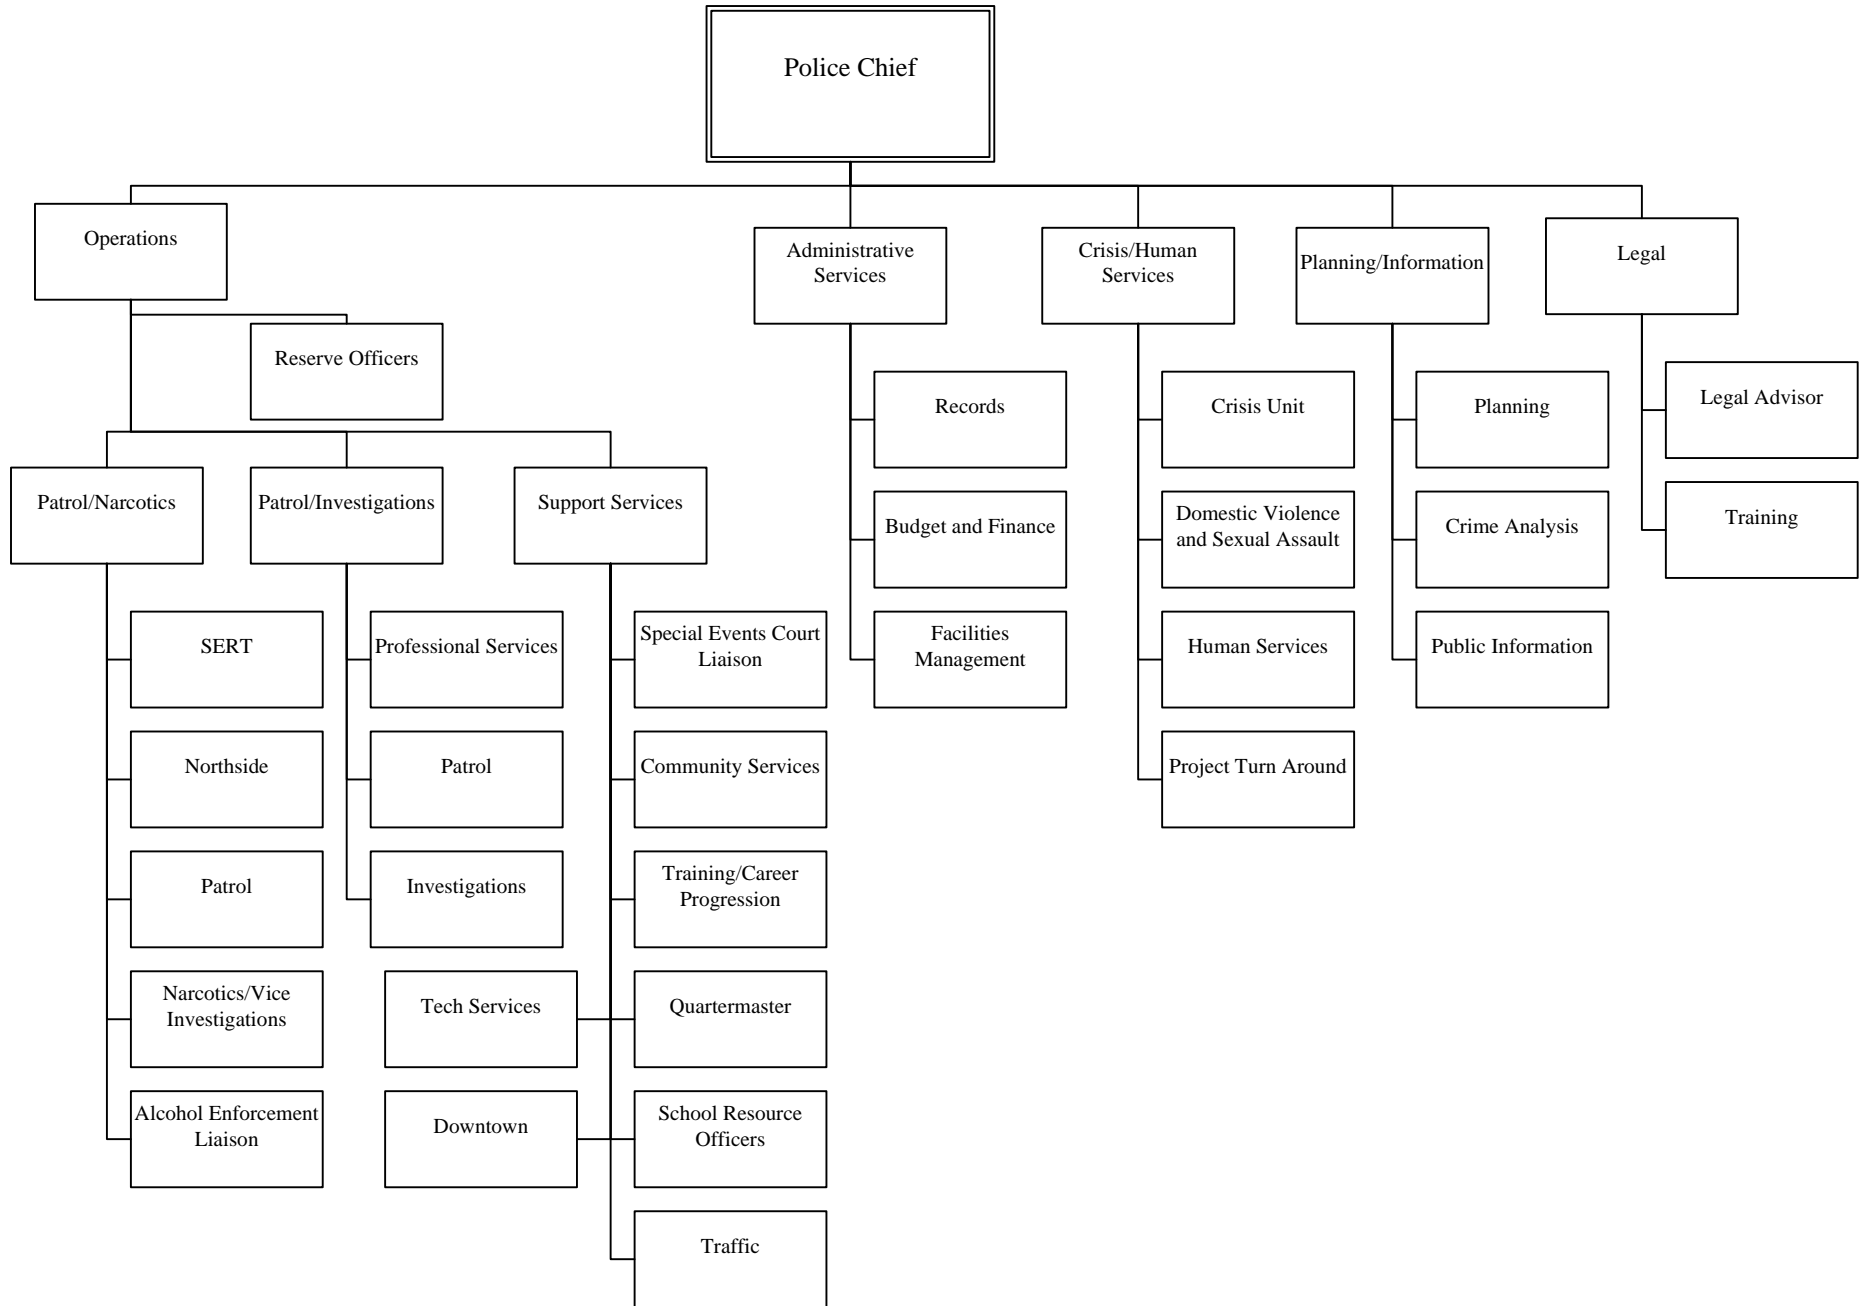 Police Chief
Operations
Administrative
Services
Crisis/Human
Services
Planning/Information
Legal
Reserve Officers
Records
Crisis Unit
Planning
Legal Advisor
Patrol/Narcotics
Patrol/Investigations
Support Services
Budget and Finance
Domestic Violence
and Sexual Assault
Crime Analysis
Training
SERT
Professional Services
Special Events Court
Liaison
Facilities
Management
Human Services
Public Information
Northside
Patrol
Community Services
Project Turn Around
Patrol
Investigations
Training/Career
Progression
Narcotics/Vice
Investigations
Tech Services
Quartermaster
Alcohol Enforcement
Liaison
Downtown
School Resource
Officers
Traffic